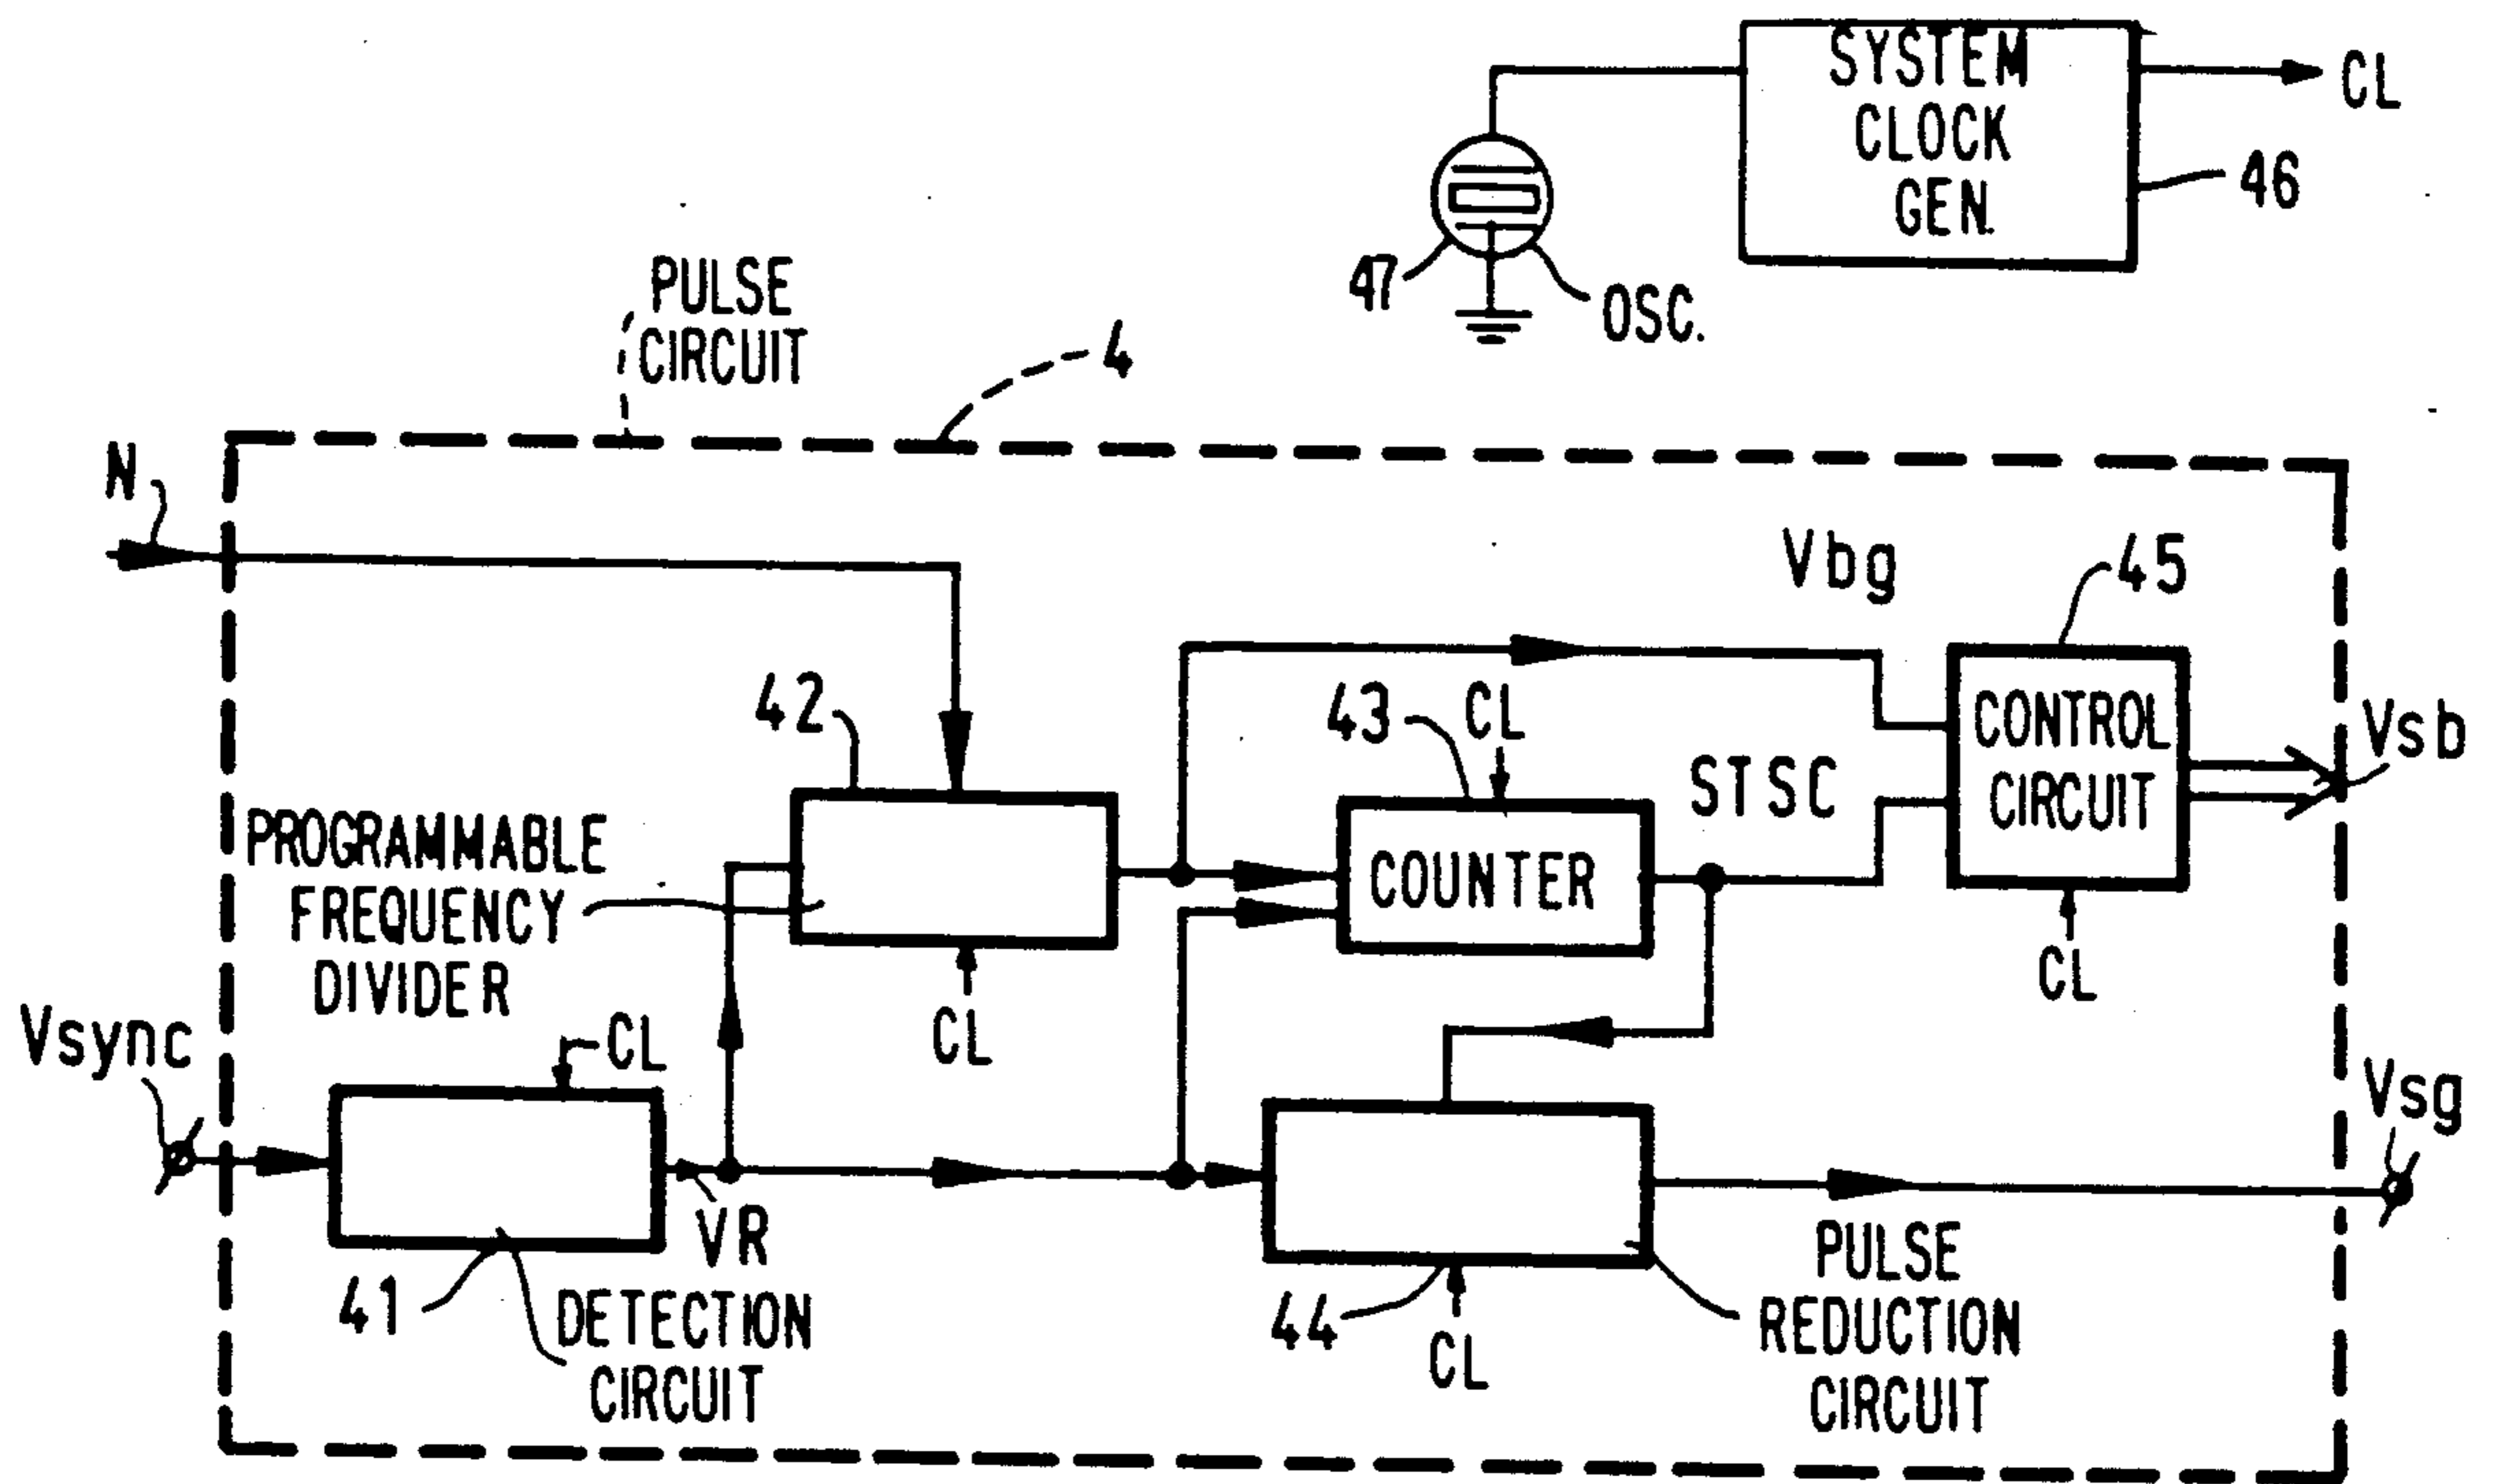 SYSTEM
CLOCK
GEN.
CL
46
47
OSC.
PULSE
CIRCUIT
4
N
Vbg
45
42
43
CL
STSC
CONTROL
CIRCUIT
Vsb
PROGRAMMABLE
FREQUENCY
DIVIDER
COUNTER
CL
CL
Vsync
CL
Vsg
VR
41
DETECTION
CIRCUIT
44
CL
PULSE
REDUCTION
CIRCUIT